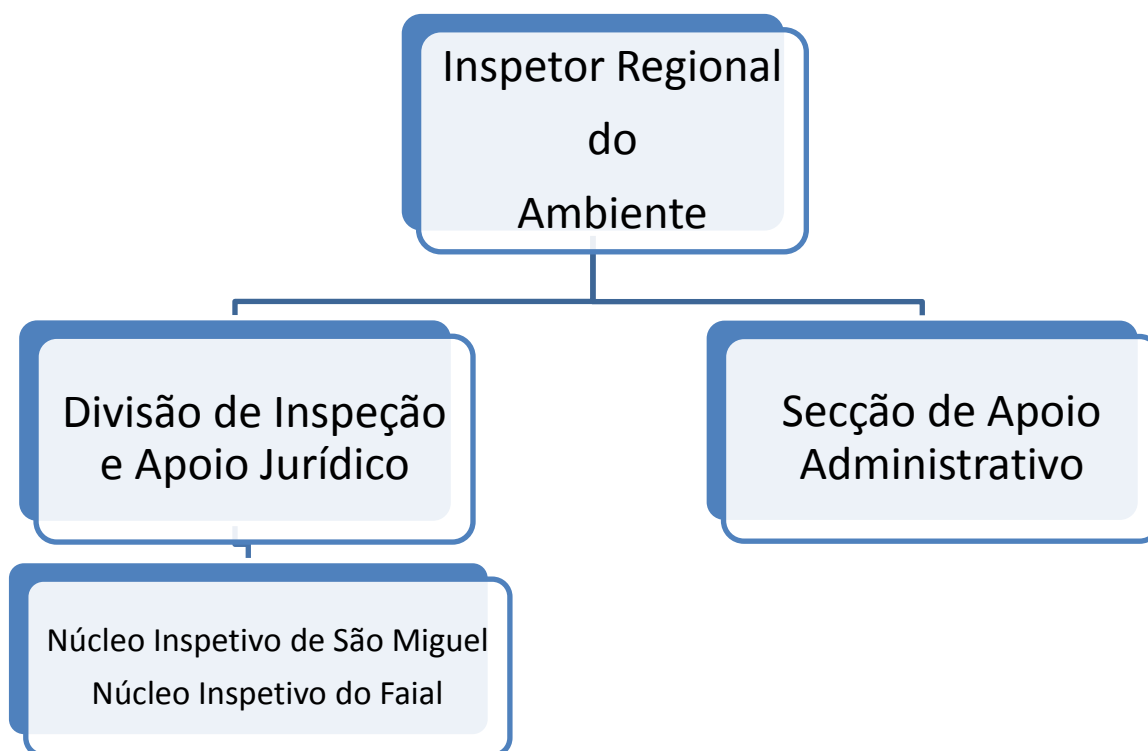 Inspetor Regional
do
Ambiente
Divisão de Inspeção
e Apoio Jurídico
Secção de Apoio
Administrativo
Núcleo Inspetivo de São Miguel
Núcleo Inspetivo do Faial